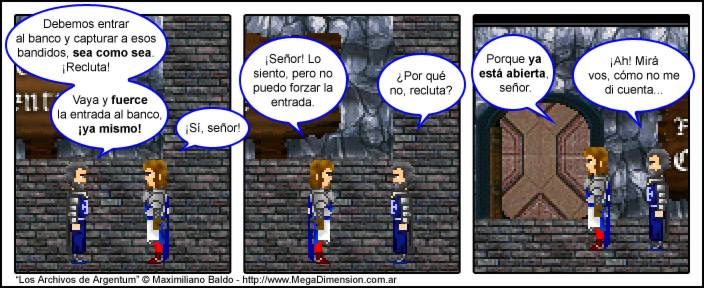 Debemos entrar
al banco y capturar a esos
bandidos, sea como sea.
¡Recluta!
Vaya y fuerce
la entrada al banco,
¡ya mismo!
¡Sí, señor!
¡Señor! Lo
siento, pero no
puedo forzar la
entrada.
¿Por qué
no, recluta?
Porque ya
está abierta,
señor.
¡Ah! Mirá
vos, cómo no me
di cuenta...
"Los Archivos de Argentum" © Maximiliano Baldo - http://www.MegaDimension.com.ar